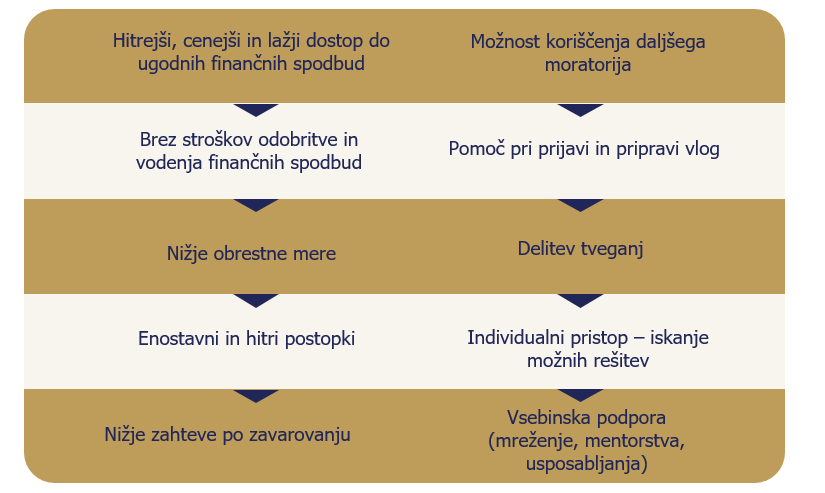 Hitrejši, cenejši in lažji dostop do
ugodnih finančnih spodbud
Možnost koriščenja daljšega
moratorija
Brez stroškov odobritve in
vodenja finančnih spodbud
Pomoč pri prijavi in pripravi vlog
Nižje obrestne mere
Delitev tveganj
Enostavni in hitri postopki
Individualni pristop – iskanje
možnih rešitev
Nižje zahteve po zavarovanju
Vsebinska podpora
(mreženje, mentorstva,
usposabljanja)